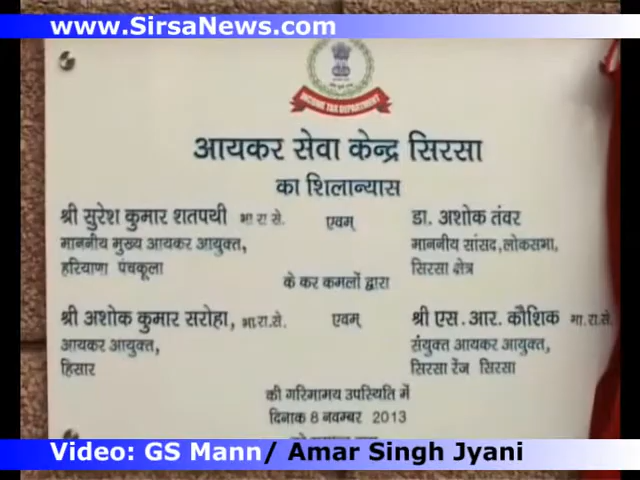 www.SirsaNews.com
INCOME TAX DEPARTMENT
आयकर सेवा केन्द्र सिरसा
का शिलान्यास
श्री सुरेश कुमार शतपथी भा.रा.से. एवम् डा. अशोक तंवर
माननीय मुख्य आयकर आयुक्त, माननीय सांसद,लोकसभा,
हरियाणा पंचकूला सिरसा क्षेत्र
के कर कमलों द्वारा
श्री अशोक कुमार सरोहा, भा.रा.से. एवम् श्री एस.आर. कौशिक भा.रा.से.
आयकर आयुक्त, संयुक्त आयकर आयुक्त,
हिसार सिरसा रेंज सिरसा
की गरिमामय उपस्थिति में
दिनाक 8 नवम्बर 2013
Video: GS Mann/ Amar Singh Jyani